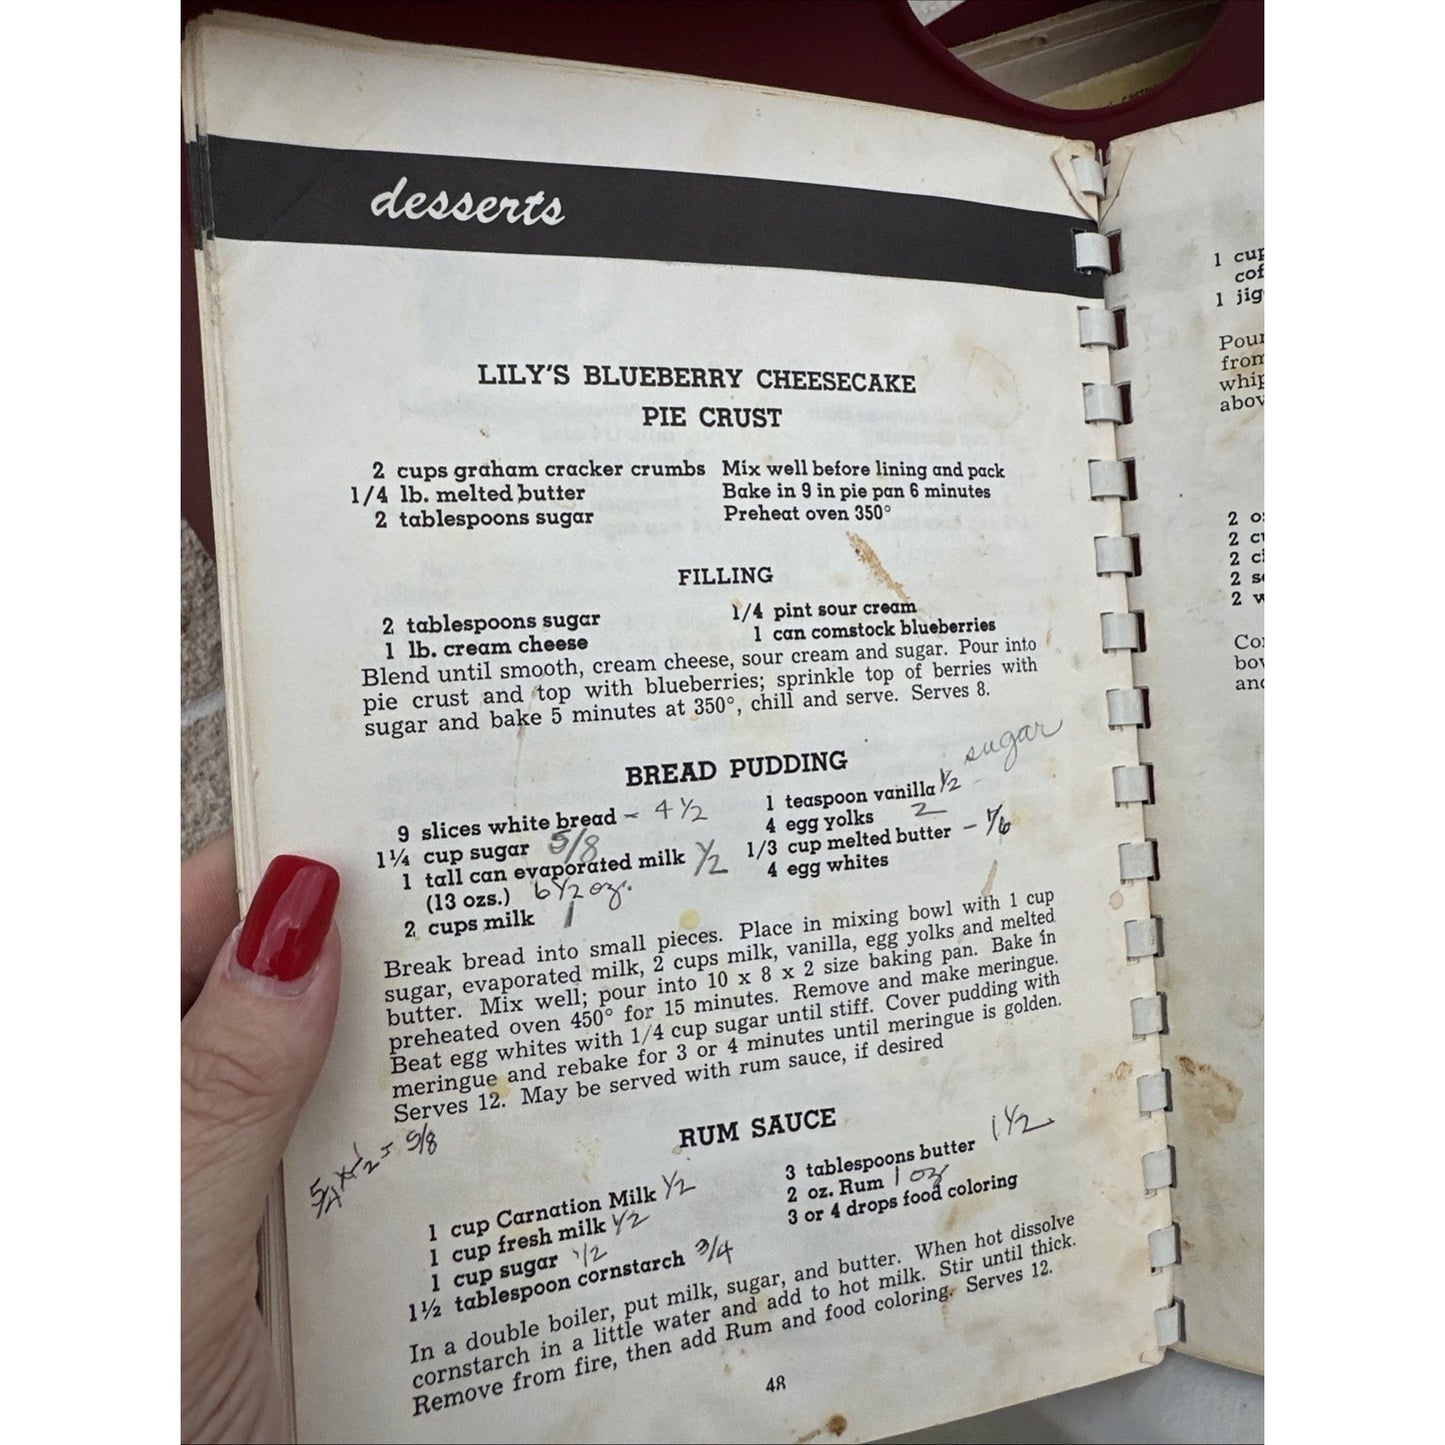 desserts
LILY'S BLUEBERRY CHEESECAKE
PIE CRUST
2 cups graham cracker crumbs Mix well before lining and pack
1/4 lb. melted butter Bake in 9 in pie pan 6 minutes
2 tablespoons sugar Preheat oven 350°
FILLING
2 tablespoons sugar 1/4 pint sour cream
1 lb. cream cheese 1 can comstock blueberries
Blend until smooth, cream cheese, sour cream and sugar. Pour into
pie crust and top with blueberries; sprinkle top of berries with
sugar and bake 5 minutes at 350°, chill and serve. Serves 8.
BREAD PUDDING sugar
9 slices white bread - 4 1/2 1 teaspoon vanilla 1/2
1 1/4 cup sugar 5/8 4 egg yolks 2
1 tall can evaporated milk 1/2 1/3 cup melted butter - 1/6
(13 ozs.) 6 1/2 oz. 4 egg whites
2 cups milk 1
Break bread into small pieces. Place in mixing bowl with 1 cup
sugar, evaporated milk, 2 cups milk, vanilla, egg yolks and melted
butter. Mix well; pour into 10 x 8 x 2 size baking pan. Bake in
preheated oven 450° for 15 minutes. Remove and make meringue.
Beat egg whites with 1/4 cup sugar until stiff. Cover pudding with
meringue and rebake for 3 or 4 minutes until meringue is golden.
Serves 12. May be served with rum sauce, if desired
5/4 x 1/2 = 5/8
RUM SAUCE
1 cup Carnation Milk 1/2 3 tablespoons butter 1 1/2
1 cup fresh milk 1/2 2 oz. Rum 1 oz
1 cup sugar 1/2 3 or 4 drops food coloring
1 1/2 tablespoon cornstarch 3/4
In a double boiler, put milk, sugar, and butter. When hot dissolve
cornstarch in a little water and add to hot milk. Stir until thick.
Remove from fire, then add Rum and food coloring. Serves 12.
48
1 cup
1 jig
Pour
from
whip
abov
2
2
2
2
2
and